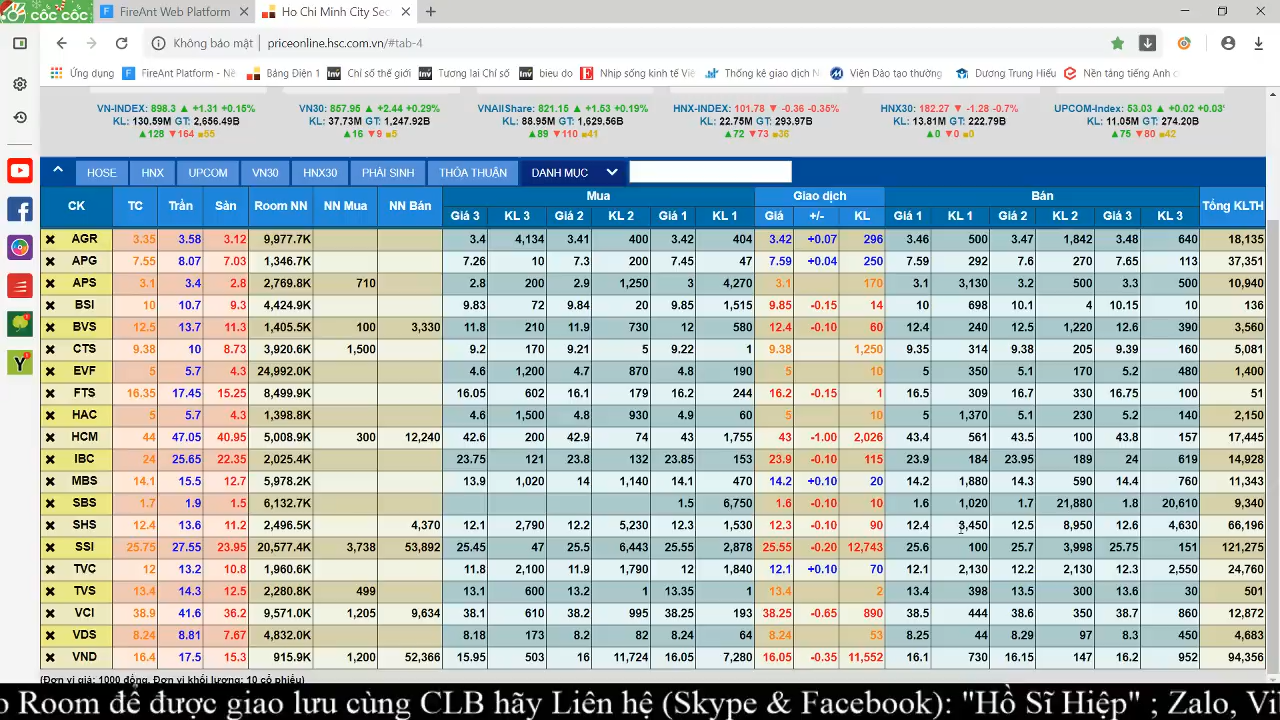 CỐC CỐC FireAnt Web Platform Ho Chi Minh City Sec
Không bảo mật priceonline.hsc.com.vn/#tab-4
Ứng dụng FireAnt Platform - Nề Bảng Điện 1 Chỉ số thế giới Tương lai Chỉ số bieu do Nhịp sống kinh tế Việ Thống giao dịch N Viện Đào tạo thường Dương Trung Hiếu Nền tảng tiếng Anh c
VN-INDEX: 898.3 ▲ +1.31 +0.15% VN30: 857.95 ▲ +2.44 +0.29% VNAllShare: 821.15 ▲ +1.53 +0.19% HNX-INDEX: 101.78 ▼ -0.36 -0.35% HNX30: 182.27 ▼ -1.28 -0.7% UPCOM-Index: 53.03 ▲ +0.02 +0.03
KL: 130.59M GT: 2,656.49B KL: 37.73M GT: 1,247.92B KL: 88.95M GT: 1,629.56B KL: 22.75M GT: 293.97B KL: 13.81M GT: 222.79B KL: 11.05M GT: 274.20B
▲128 ▼164 ■55 ▲16 ▼9 ■5 ▲89 ▼110 ■41 ▲72 ▼73 ■36 ▲0 ▼0 ■0 ▲75 ▼80 ■42
HOSE HNX UPCOM VN30 HNX30 PHÁI SINH THỎA THUẬN DANH MỤC
CK TC Trần Sàn Room NN NN Mua NN Bán Mua Giao dịch Bán Tổng KLTH
Giá 3 KL 3 Giá 2 KL 2 Giá 1 KL 1 Giá +/- KL Giá 1 KL 1 Giá 2 KL 2 Giá 3 KL 3
AGR 3.35 3.58 3.12 9,977.7K 3.4 4,134 3.41 400 3.42 404 3.42 +0.07 296 3.46 500 3.47 1,842 3.48 640 18,135
APG 7.55 8.07 7.03 1,346.7K 7.26 10 7.3 200 7.45 47 7.59 +0.04 250 7.59 292 7.6 270 7.65 113 37,351
APS 3.1 3.4 2.8 2,769.8K 710 2.8 200 2.9 1,250 3 4,270 3.1 170 3.1 3,130 3.2 500 3.3 500 10,940
BSI 10 10.7 9.3 4,424.9K 9.83 72 9.84 20 9.85 1,515 9.85 -0.15 14 10 698 10.1 4 10.15 10 136
BVS 12.5 13.7 11.3 1,405.5K 100 3,330 11.8 210 11.9 730 12 580 12.4 -0.10 60 12.4 240 12.5 1,220 12.6 390 3,560
CTS 9.38 10 8.73 3,920.6K 1,500 9.2 170 9.21 5 9.22 1 9.38 1,250 9.35 314 9.38 205 9.39 160 5,081
EVF 5 5.7 4.3 24,992.0K 4.6 1,200 4.7 870 4.8 190 5 10 5 350 5.1 170 5.2 480 1,400
FTS 16.35 17.45 15.25 8,499.9K 16.05 602 16.1 179 16.2 244 16.2 -0.15 1 16.5 309 16.7 330 16.75 100 51
HAC 5 5.7 4.3 1,398.8K 4.6 1,500 4.8 930 4.9 60 5 10 5 1,370 5.1 230 5.2 140 2,150
HCM 44 47.05 40.95 5,008.9K 300 12,240 42.6 200 42.9 74 43 1,755 43 -1.00 2,026 43.4 561 43.5 100 43.8 157 17,445
IBC 24 25.65 22.35 2,025.4K 23.75 121 23.8 132 23.85 153 23.9 -0.10 115 23.9 184 23.95 189 24 619 14,928
MBS 14.1 15.5 12.7 5,978.2K 13.9 1,020 14 1,140 14.1 470 14.2 +0.10 20 14.2 1,880 14.3 590 14.4 760 11,343
SBS 1.7 1.9 1.5 6,132.7K 1.5 6,750 1.6 -0.10 10 1.6 1,020 1.7 21,880 1.8 20,610 9,340
SHS 12.4 13.6 11.2 2,496.5K 4,370 12.1 2,790 12.2 5,230 12.3 1,530 12.3 -0.10 90 12.4 3,450 12.5 8,950 12.6 4,630 66,196
SSI 25.75 27.55 23.95 20,577.4K 3,738 53,892 25.45 47 25.5 6,443 25.55 2,878 25.55 -0.20 12,743 25.6 100 25.7 3,998 25.75 151 121,275
TVC 12 13.2 10.8 1,960.6K 11.8 2,100 11.9 1,790 12 1,840 12.1 +0.10 70 12.1 2,130 12.2 2,130 12.3 2,550 24,760
TVS 13.4 14.3 12.5 2,280.8K 499 13.1 600 13.2 1 13.35 1 13.4 2 13.4 398 13.5 300 13.6 30 501
VCI 38.9 41.6 36.2 9,571.0K 1,205 9,634 38.1 610 38.2 995 38.25 193 38.25 -0.65 890 38.5 444 38.6 350 38.7 860 12,872
VDS 8.24 8.81 7.67 4,832.0K 8.18 173 8.2 82 8.24 64 8.24 53 8.25 44 8.29 97 8.3 450 4,683
VND 16.4 17.5 15.3 915.9K 1,200 52,366 15.95 503 16 11,724 16.05 7,280 16.05 -0.35 11,552 16.1 730 16.15 147 16.2 952 94,356
(Đơn vị giá: 1000 đồng. Đơn vị khối lượng: 10 cổ phiếu)
o Room để được giao lưu cùng CLB hãy Liên hệ (Skype & Facebook): "Hồ Sĩ Hiệp" ; Zalo, Vi